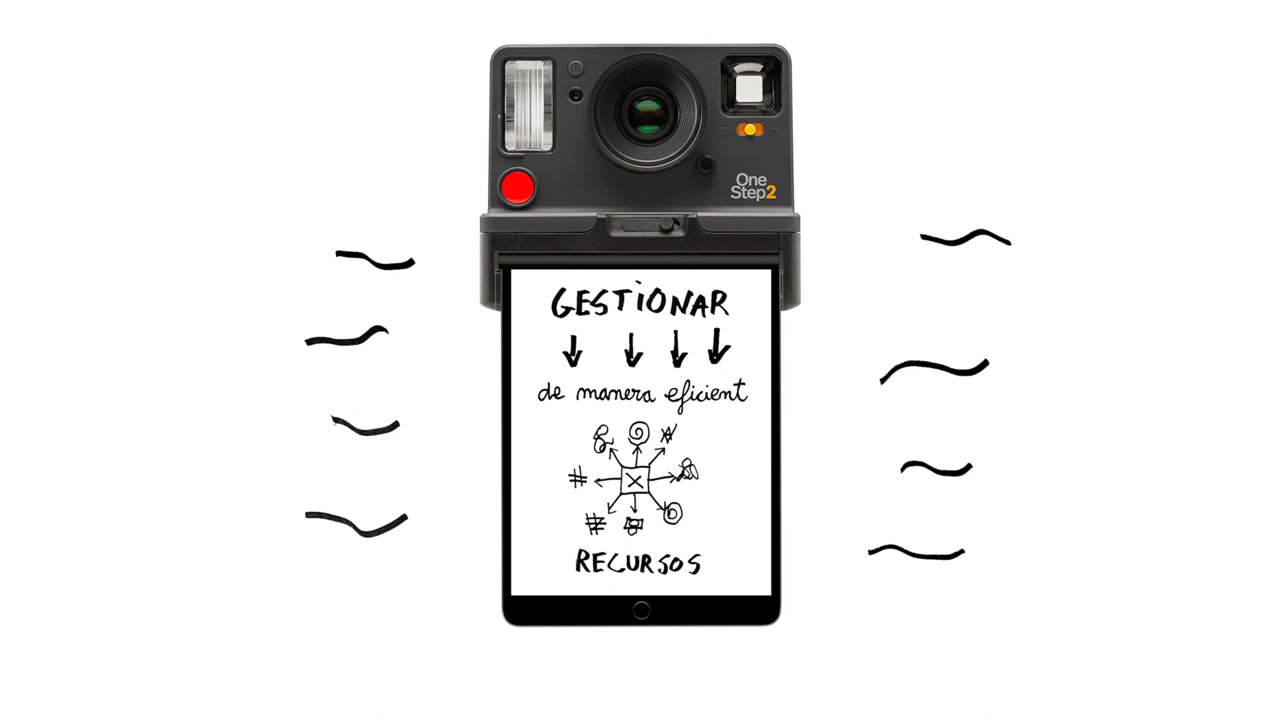 One
Step2
GESTIONAR
de manera eficient
RECURSOS